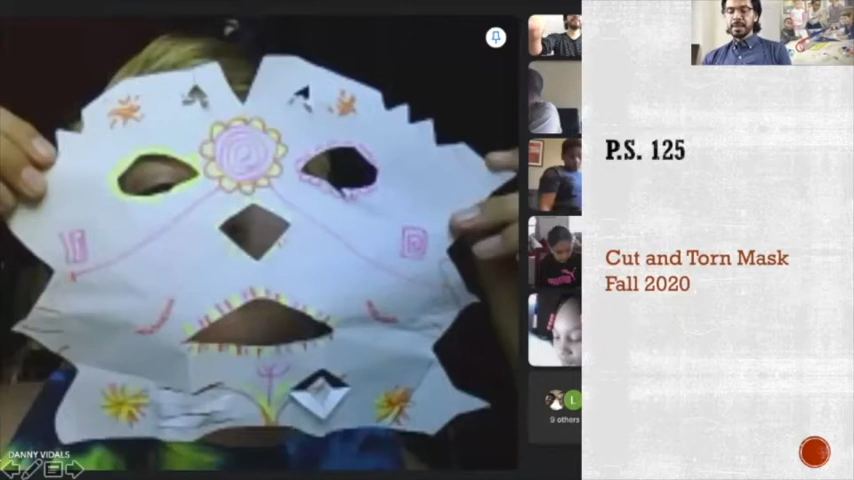 P.S. 125
Cut and Torn Mask
Fall 2020
L
9 others
DANNY VIDALS